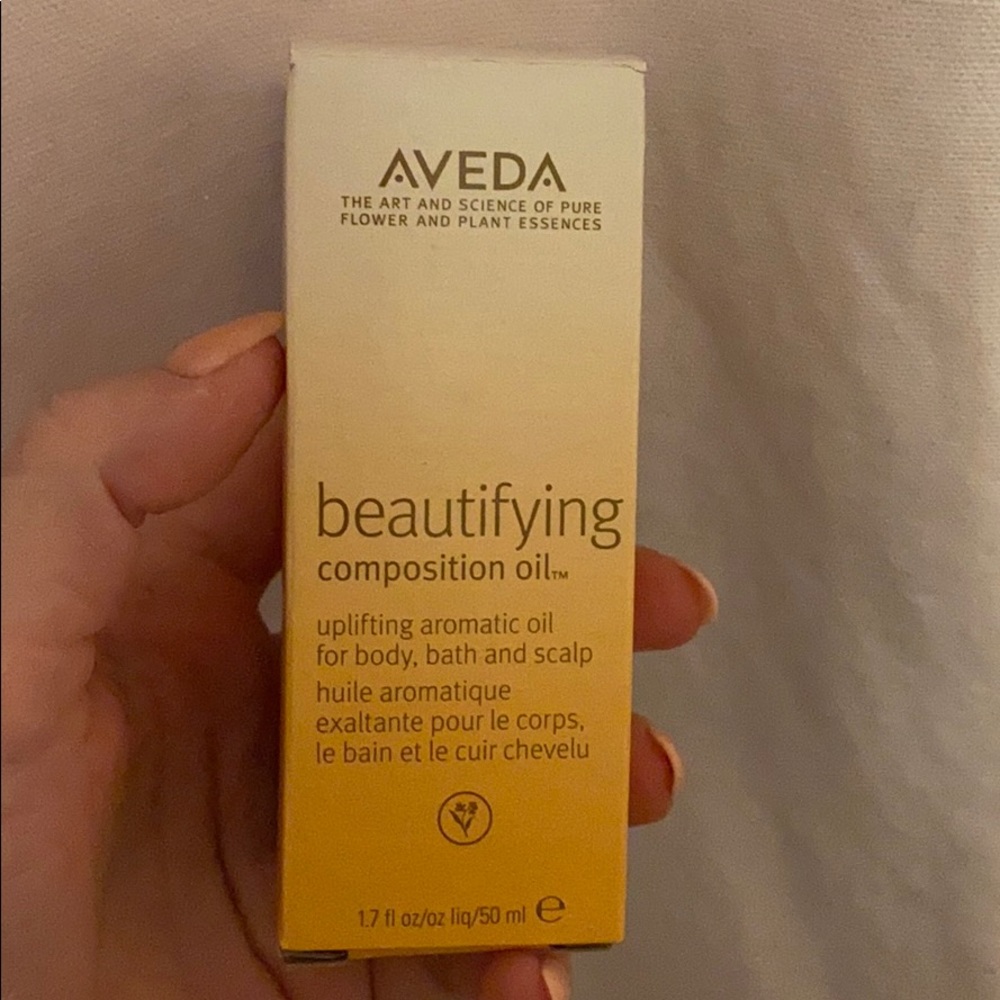 AVEDA
THE ART AND SCIENCE OF PURE
FLOWER AND PLANT ESSENCES
beautifying
composition oil™
uplifting aromatic oil
for body, bath and scalp
huile aromatique
exaltante pour le corps,
le bain et le cuir chevelu
1.7 fl oz/oz liq/50 ml ℮